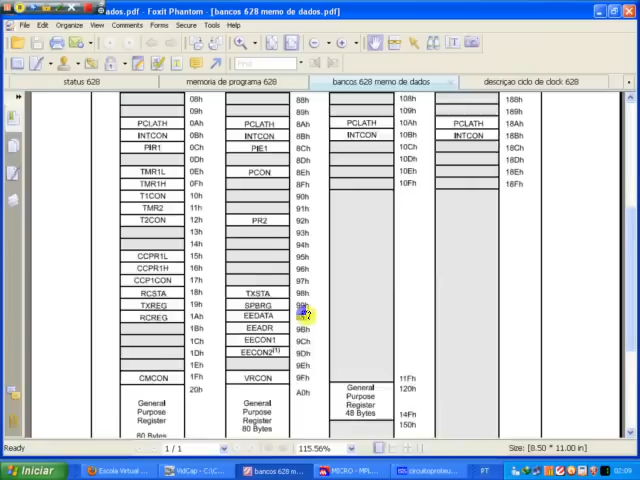 ados.pdf - Foxit Phantom - [bancos 628 memo de dados.pdf]
File Edit Organize View Comments Forms Secure Tools Help
Find:
status 628 memoria de programa 628 bancos 628 memo de dados descriçao ciclo de clock 628
08h 88h 108h 188h
09h 89h 109h 189h
PCLATH 0Ah PCLATH 8Ah PCLATH 10Ah PCLATH 18Ah
INTCON 0Bh INTCON 8Bh INTCON 10Bh INTCON 18Bh
PIR1 0Ch PIE1 8Ch 10Ch 18Ch
0Dh 8Dh 10Dh 18Dh
TMR1L 0Eh PCON 8Eh 10Eh 18Eh
TMR1H 0Fh 8Fh 10Fh 18Fh
T1CON 10h 90h
TMR2 11h 91h
T2CON 12h PR2 92h
13h 93h
14h 94h
CCPR1L 15h 95h
CCPR1H 16h 96h
CCP1CON 17h 97h
RCSTA 18h TXSTA 98h
TXREG 19h SPBRG 99h
RCREG 1Ah EEDATA
1Bh EEADR 9Bh
1Ch EECON1 9Ch
1Dh EECON2(1) 9Dh
1Eh 9Eh
CMCON 1Fh VRCON 9Fh 11Fh
20h A0h General 120h
General General Purpose
Purpose Purpose Register
Register Register 48 Bytes 14Fh
80 Bytes 80 Bytes 150h
Ready 1 / 1 115.56% Size: [8.50 * 11.00 in]
Iniciar Escola Virtual VidCap - C:\C... bancos 628 m... MICRO - MPL... circuitoprobeu... PT 02:09